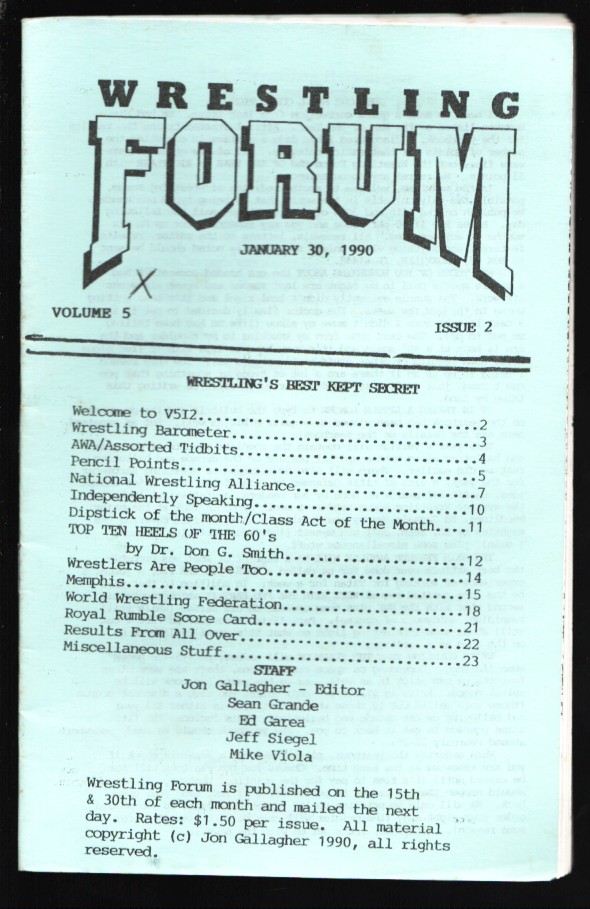 WRESTLING
FORUM
JANUARY 30, 1990
X
VOLUME 5
ISSUE 2
WRESTLING'S BEST KEPT SECRET
Welcome to V5I2.................................2
Wrestling Barometer.............................3
AWA/Assorted Tidbits............................4
Pencil Points...................................5
National Wrestling Alliance.....................7
Independently Speaking.........................10
Dipstick of the month/Class Act of the Month....11
TOP TEN HEELS OF THE 60's
by Dr. Don G. Smith.....................12
Wrestlers Are People Too.......................14
Memphis........................................15
World Wrestling Federation.....................18
Royal Rumble Score Card........................21
Results From All Over..........................22
Miscellaneous Stuff............................23
STAFF
Jon Gallagher - Editor
Sean Grande
Ed Garea
Jeff Siegel
Mike Viola
Wrestling Forum is published on the 15th
& 30th of each month and mailed the next
day. Rates: $1.50 per issue. All material
copyright (c) Jon Gallagher 1990, all rights
reserved.